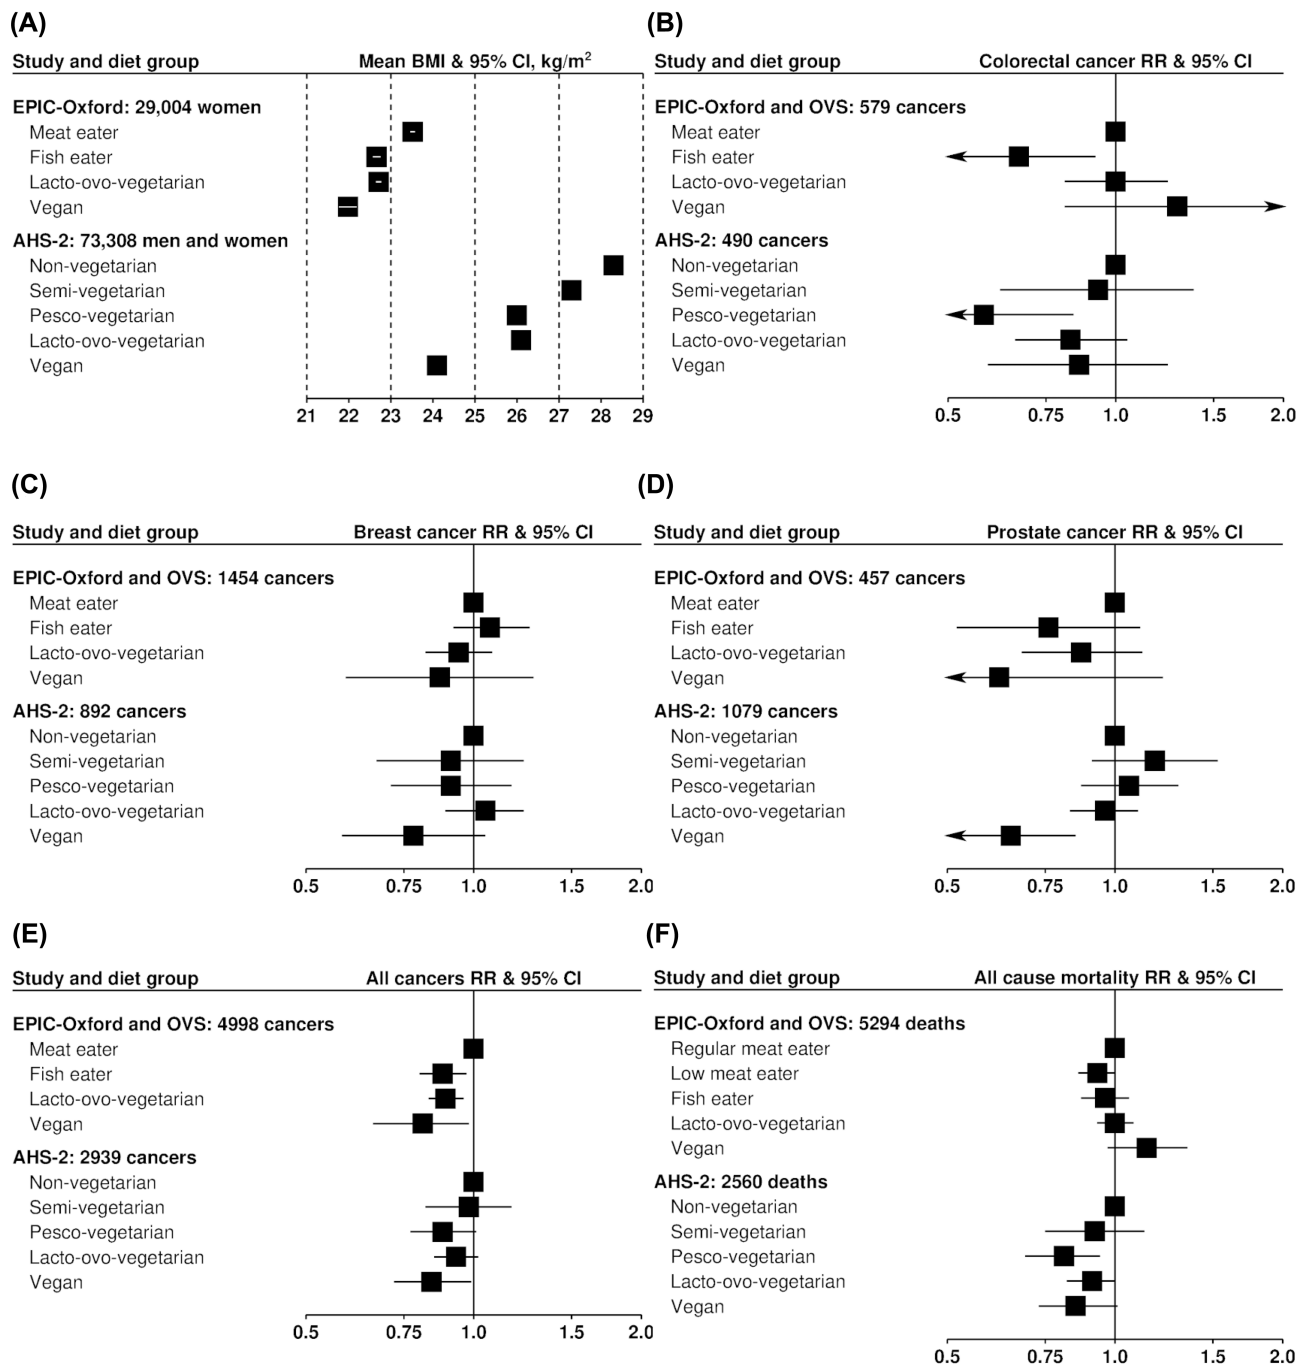 (A)
Study and diet group Mean BMI & 95% CI, kg/m²
EPIC-Oxford: 29,004 women
Meat eater
Fish eater
Lacto-ovo-vegetarian
Vegan
AHS-2: 73,308 men and women
Non-vegetarian
Semi-vegetarian
Pesco-vegetarian
Lacto-ovo-vegetarian
Vegan
21 22 23 24 25 26 27 28 29
(B)
Study and diet group Colorectal cancer RR & 95% CI
EPIC-Oxford and OVS: 579 cancers
Meat eater
Fish eater
Lacto-ovo-vegetarian
Vegan
AHS-2: 490 cancers
Non-vegetarian
Semi-vegetarian
Pesco-vegetarian
Lacto-ovo-vegetarian
Vegan
0.5 0.75 1.0 1.5 2.0
(C)
Study and diet group Breast cancer RR & 95% CI
EPIC-Oxford and OVS: 1454 cancers
Meat eater
Fish eater
Lacto-ovo-vegetarian
Vegan
AHS-2: 892 cancers
Non-vegetarian
Semi-vegetarian
Pesco-vegetarian
Lacto-ovo-vegetarian
Vegan
0.5 0.75 1.0 1.5 2.0
(D)
Study and diet group Prostate cancer RR & 95% CI
EPIC-Oxford and OVS: 457 cancers
Meat eater
Fish eater
Lacto-ovo-vegetarian
Vegan
AHS-2: 1079 cancers
Non-vegetarian
Semi-vegetarian
Pesco-vegetarian
Lacto-ovo-vegetarian
Vegan
0.5 0.75 1.0 1.5 2.0
(E)
Study and diet group All cancers RR & 95% CI
EPIC-Oxford and OVS: 4998 cancers
Meat eater
Fish eater
Lacto-ovo-vegetarian
Vegan
AHS-2: 2939 cancers
Non-vegetarian
Semi-vegetarian
Pesco-vegetarian
Lacto-ovo-vegetarian
Vegan
0.5 0.75 1.0 1.5 2.0
(F)
Study and diet group All cause mortality RR & 95% CI
EPIC-Oxford and OVS: 5294 deaths
Regular meat eater
Low meat eater
Fish eater
Lacto-ovo-vegetarian
Vegan
AHS-2: 2560 deaths
Non-vegetarian
Semi-vegetarian
Pesco-vegetarian
Lacto-ovo-vegetarian
Vegan
0.5 0.75 1.0 1.5 2.0